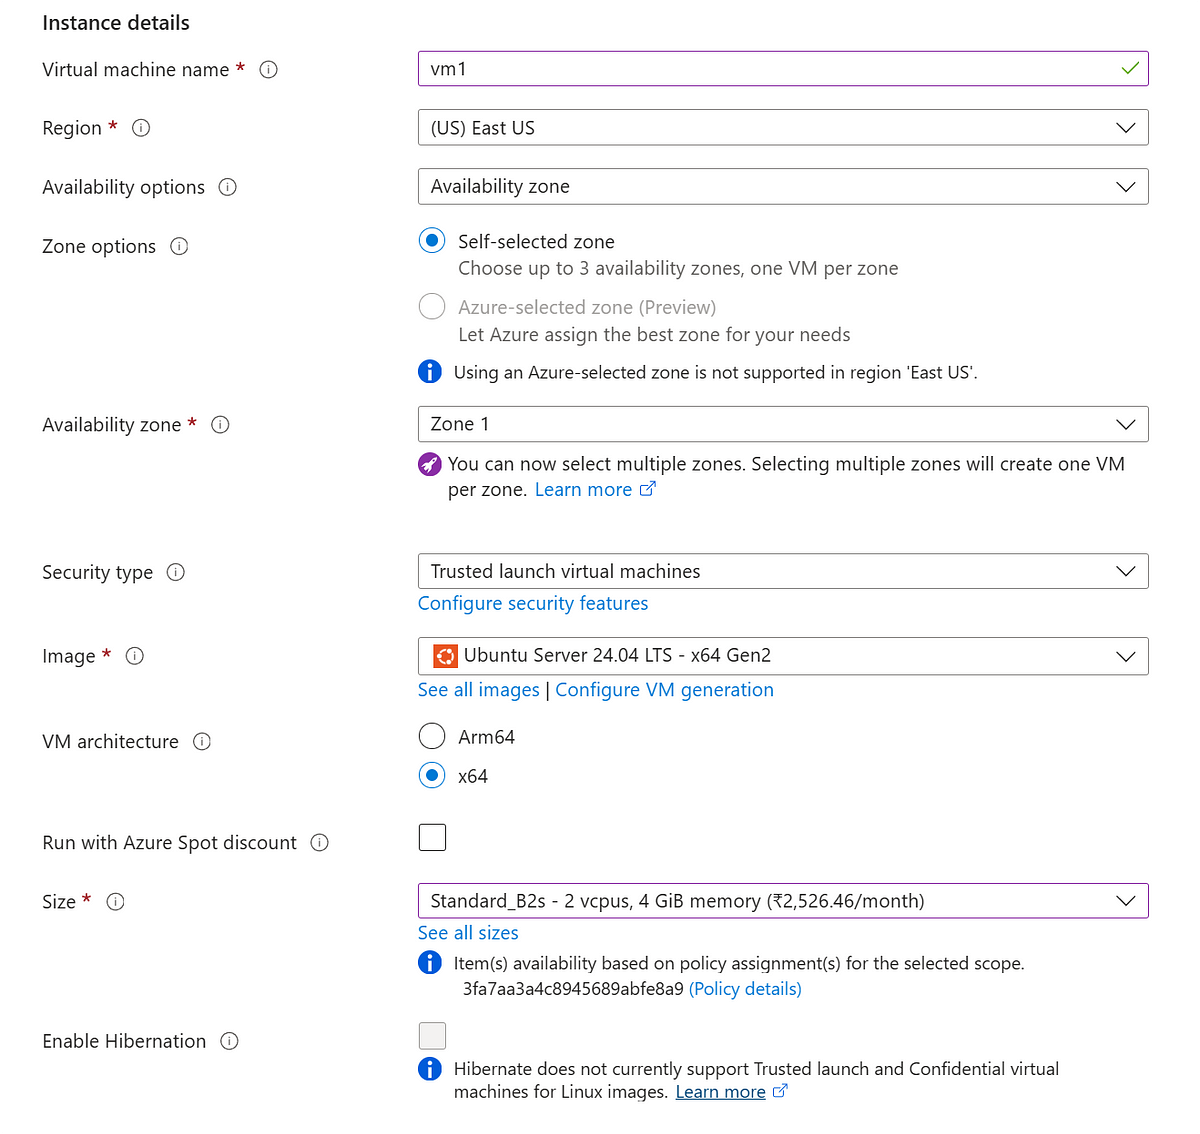 Instance details
Virtual machine name *
vm1
Region *
(US) East US
Availability options
Availability zone
Zone options
Self-selected zone
Choose up to 3 availability zones, one VM per zone
Azure-selected zone (Preview)
Let Azure assign the best zone for your needs
Using an Azure-selected zone is not supported in region 'East US'.
Availability zone *
Zone 1
You can now select multiple zones. Selecting multiple zones will create one VM
per zone. Learn more
Security type
Trusted launch virtual machines
Configure security features
Image *
Ubuntu Server 24.04 LTS - x64 Gen2
See all images | Configure VM generation
VM architecture
Arm64
x64
Run with Azure Spot discount
Size *
Standard_B2s - 2 vcpus, 4 GiB memory (₹2,526.46/month)
See all sizes
Item(s) availability based on policy assignment(s) for the selected scope.
3fa7aa3a4c8945689abfe8a9 (Policy details)
Enable Hibernation
Hibernate does not currently support Trusted launch and Confidential virtual
machines for Linux images. Learn more